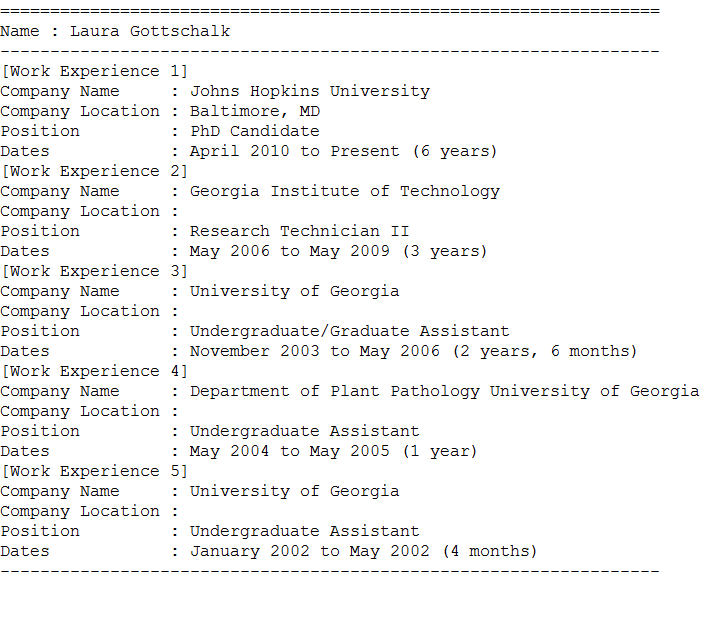 ==================================================================
Name : Laura Gottschalk
------------------------------------------------------------------
[Work Experience 1]
Company Name     : Johns Hopkins University
Company Location : Baltimore, MD
Position         : PhD Candidate
Dates            : April 2010 to Present (6 years)
[Work Experience 2]
Company Name     : Georgia Institute of Technology
Company Location :
Position         : Research Technician II
Dates            : May 2006 to May 2009 (3 years)
[Work Experience 3]
Company Name     : University of Georgia
Company Location :
Position         : Undergraduate/Graduate Assistant
Dates            : November 2003 to May 2006 (2 years, 6 months)
[Work Experience 4]
Company Name     : Department of Plant Pathology University of Georgia
Company Location :
Position         : Undergraduate Assistant
Dates            : May 2004 to May 2005 (1 year)
[Work Experience 5]
Company Name     : University of Georgia
Company Location :
Position         : Undergraduate Assistant
Dates            : January 2002 to May 2002 (4 months)
------------------------------------------------------------------